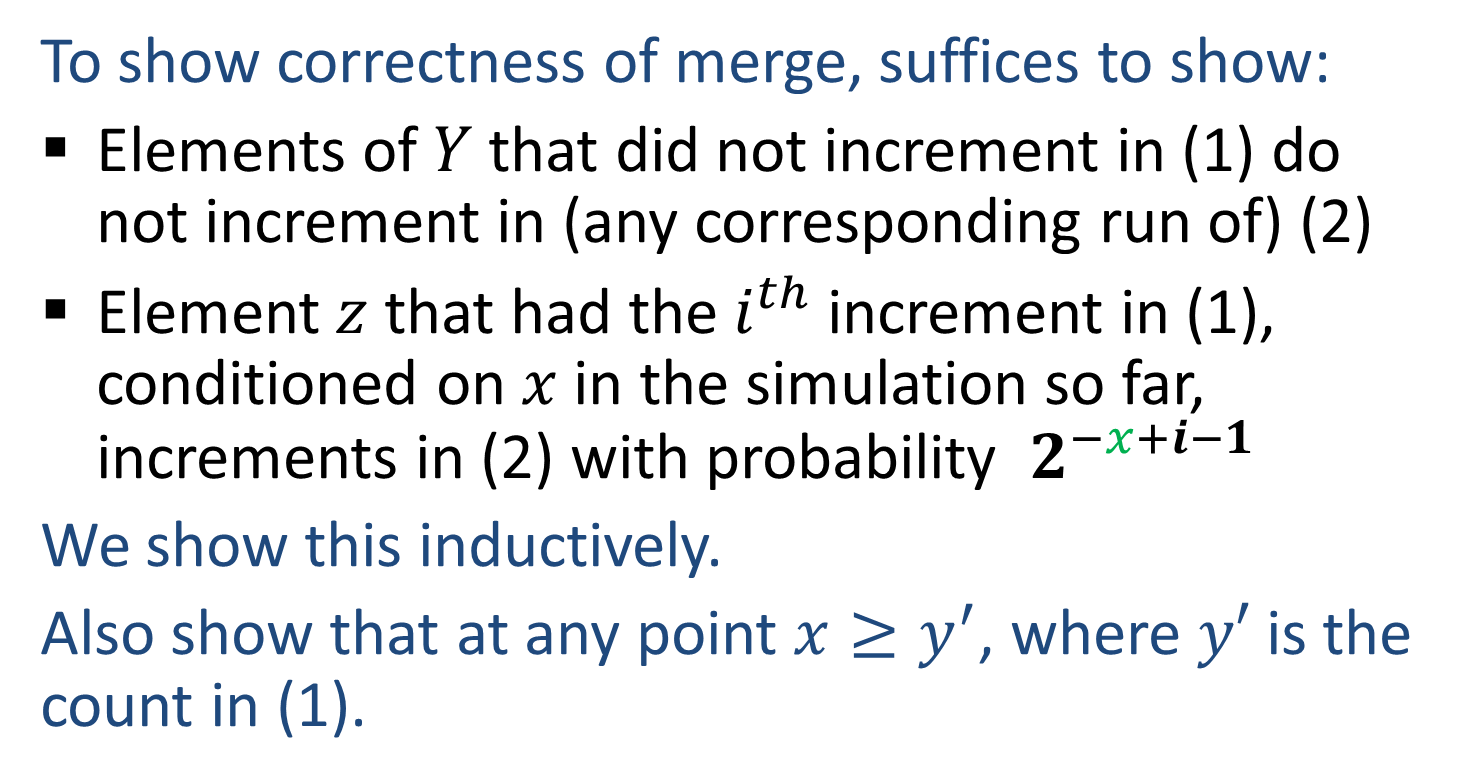 To show correctness of merge, suffices to show:
▪ Elements of 𝑌 that did not increment in (1) do
not increment in (any corresponding run of) (2)
▪ Element 𝑧 that had the 𝑖^{𝑡ℎ} increment in (1),
conditioned on 𝑥 in the simulation so far,
increments in (2) with probability 𝟐^{−𝑥+𝒊−𝟏}
We show this inductively.
Also show that at any point 𝑥 ≥ 𝑦′, where 𝑦′ is the
count in (1).